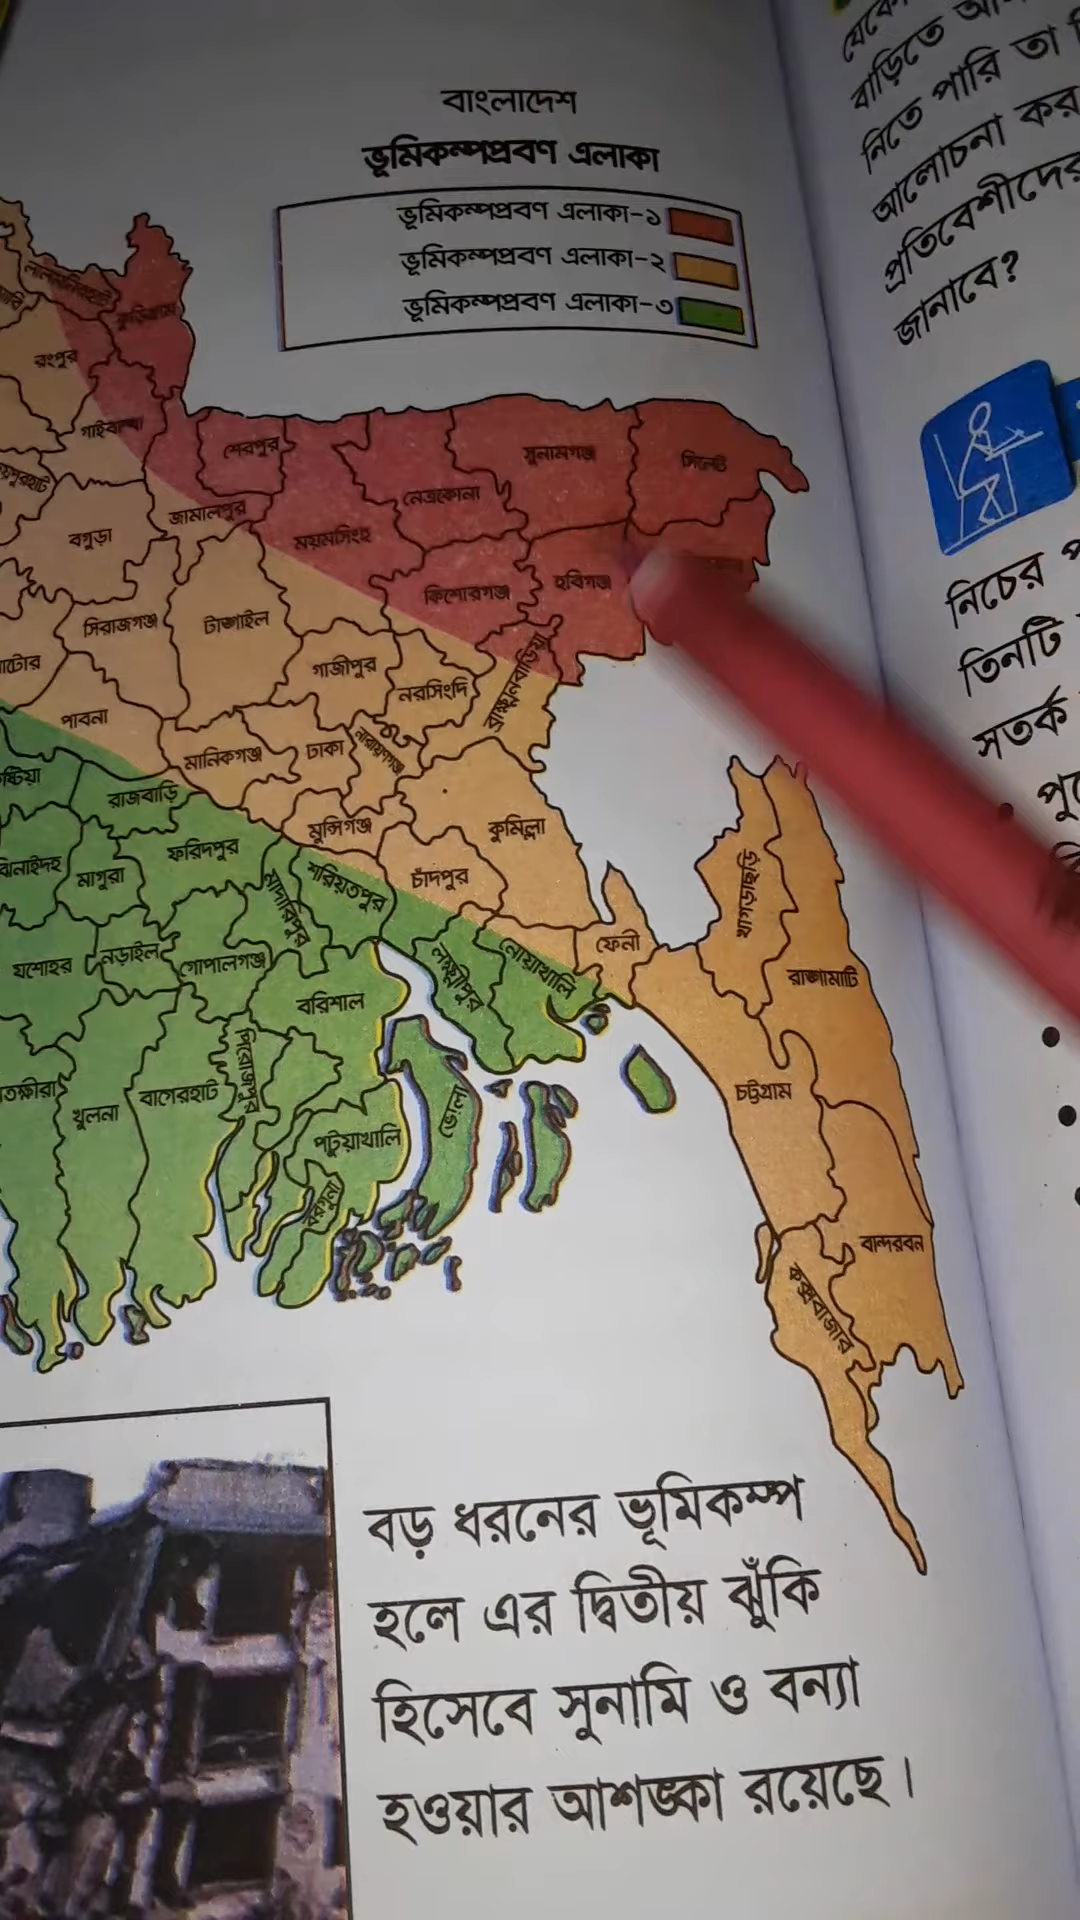 বাংলাদেশ
ভূমিকম্পপ্রবণ এলাকা
ভূমিকম্পপ্রবণ এলাকা-১
ভূমিকম্পপ্রবণ এলাকা-২
ভূমিকম্পপ্রবণ এলাকা-৩
লালমনিরহাট
কুড়িগ্রাম
রংপুর
গাইবান্ধা
শেরপুর
সুনামগঞ্জ
সিলেট
নেত্রকোনা
জামালপুর
ময়মনসিংহ
বগুড়া
কিশোরগঞ্জ
হবিগঞ্জ
সিরাজগঞ্জ
টাঙ্গাইল
গাজীপুর
নরসিংদি
ব্রাহ্মনবাড়িয়া
পাবনা
মানিকগঞ্জ
ঢাকা
নারায়ণগঞ্জ
রাজবাড়ি
মুন্সিগঞ্জ
কুমিল্লা
ফরিদপুর
মাগুরা
শরিয়তপুর
চাঁদপুর
মাদারিপুর
খাগড়াছড়ি
যশোহর
নড়াইল
গোপালগঞ্জ
লক্ষ্মীপুর
নোয়াখালি
ফেনী
রাঙ্গামাটি
বরিশাল
খুলনা
বাগেরহাট
পিরোজপুর
ভোলা
চট্টগ্রাম
পটুয়াখালি
বরগুনা
বান্দরবন
কক্সবাজার
বড় ধরনের ভূমিকম্প
হলে এর দ্বিতীয় ঝুঁকি
হিসেবে সুনামি ও বন্যা
হওয়ার আশঙ্কা রয়েছে।
বাড়িতে
নিতে পারি তা
আলোচনা কর
প্রতিবেশীদের
জানাবে?
নিচের
তিনটি
সতর্ক